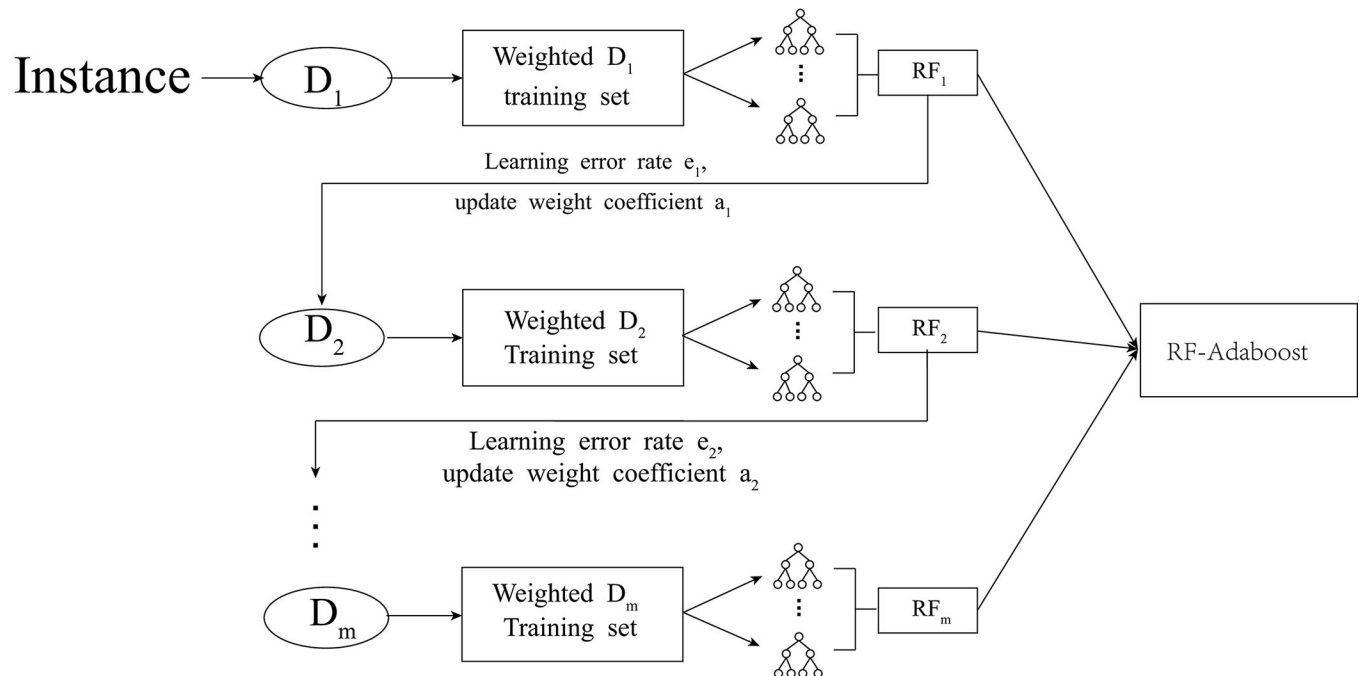 Instance
D1
Weighted D1
training set
RF1
Learning error rate e1,
update weight coefficient a1
D2
Weighted D2
Training set
RF2
RF-Adaboost
Learning error rate e2,
update weight coefficient a2
Dm
Weighted Dm
Training set
RFm